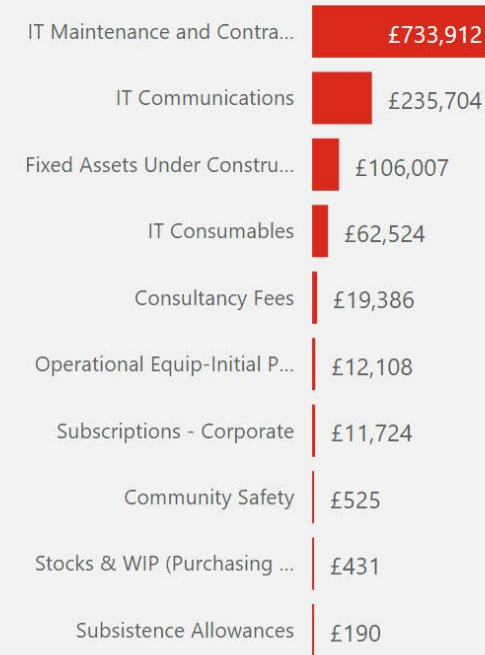 IT Maintenance and Contra... £733,912
IT Communications £235,704
Fixed Assets Under Constru... £106,007
IT Consumables £62,524
Consultancy Fees £19,386
Operational Equip-Initial P... £12,108
Subscriptions - Corporate £11,724
Community Safety £525
Stocks & WIP (Purchasing ... £431
Subsistence Allowances £190